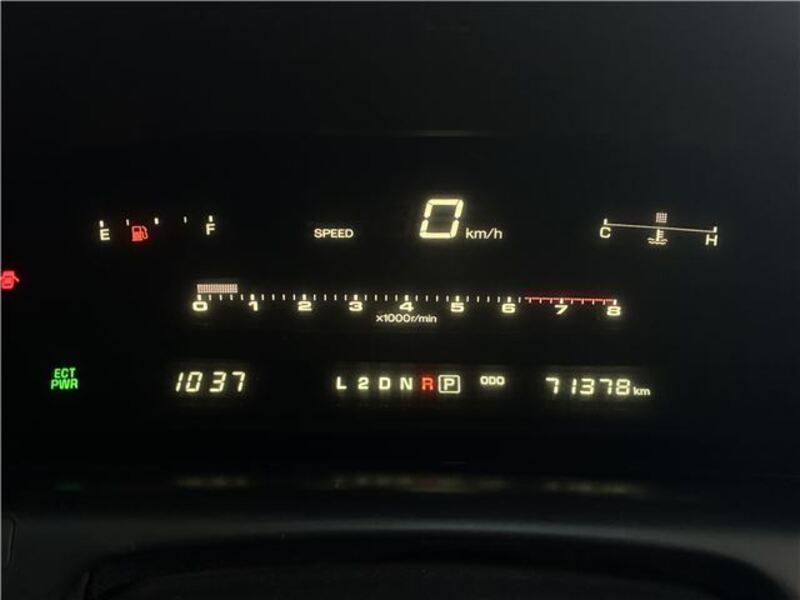 0 km/h
E F SPEED C H
0 1 2 3 4 5 6 7 8
x1000r/min
ECT
PWR
1037 L 2 D N R P ODO 71378 km